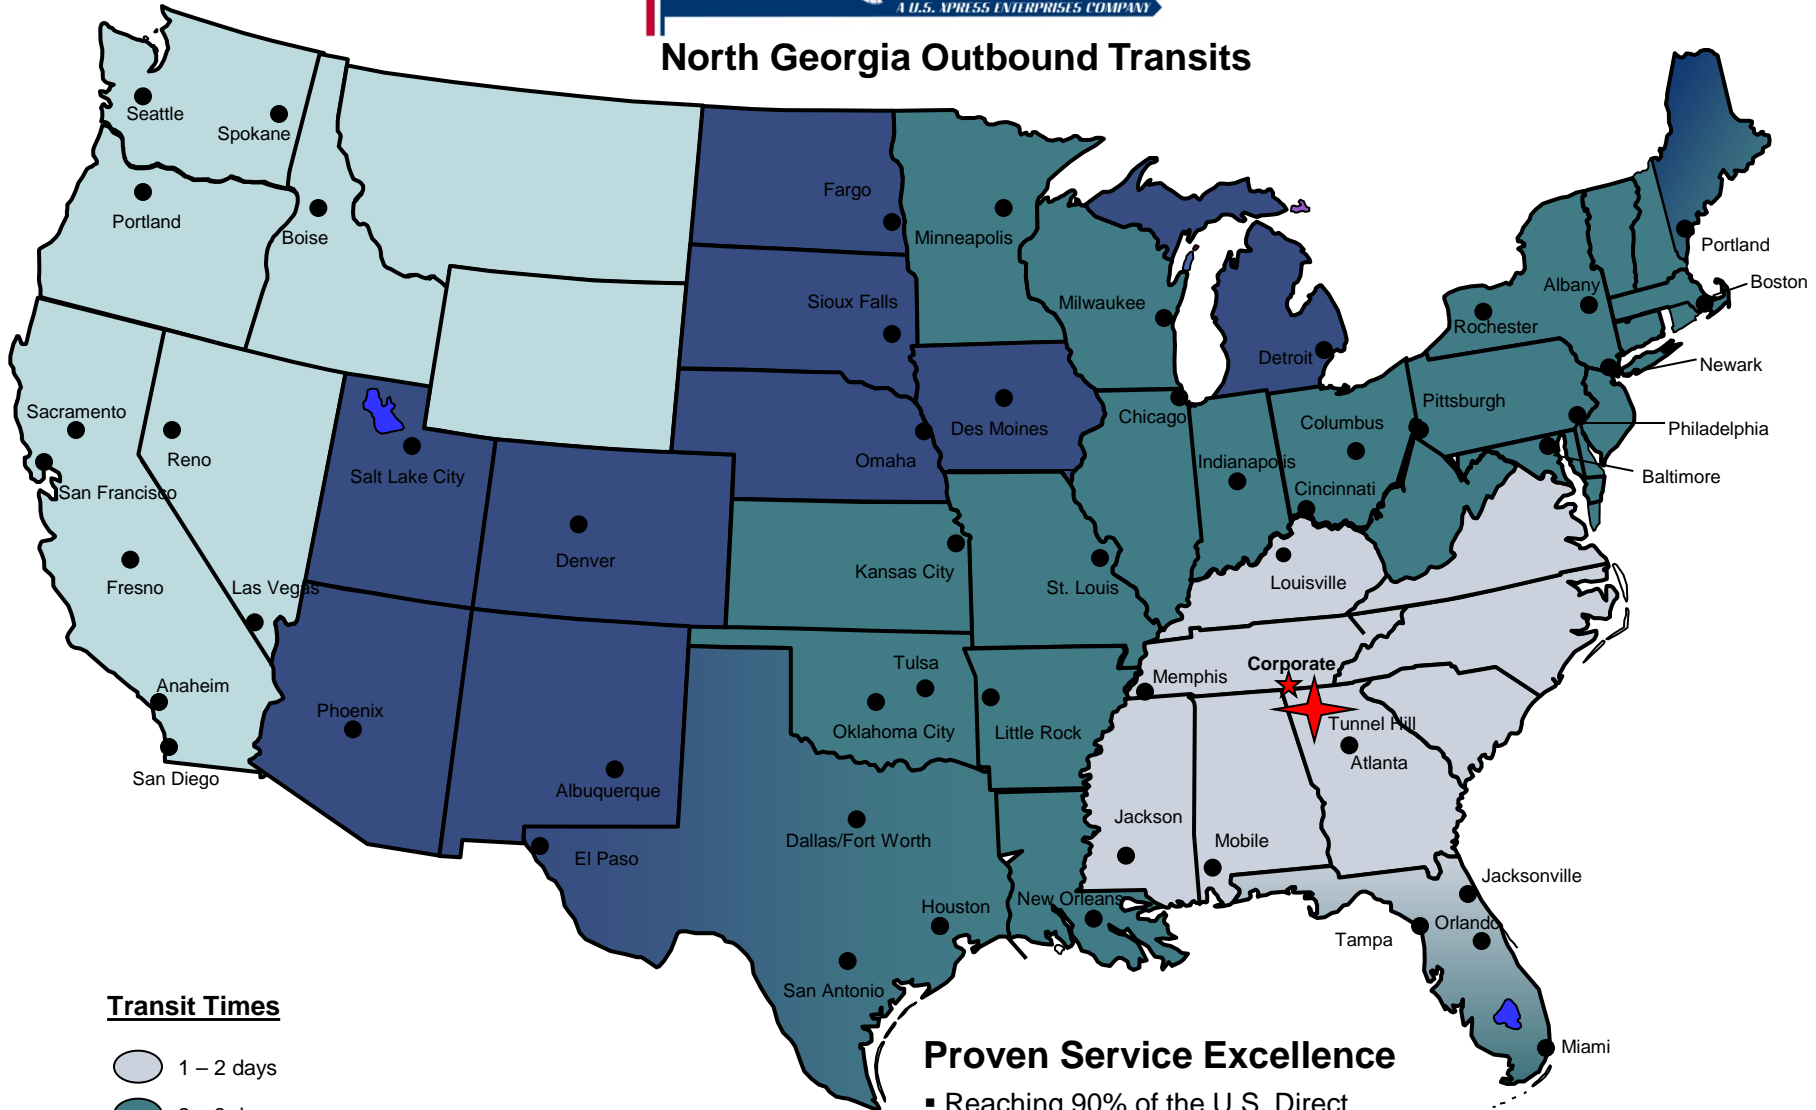 A U.S. XPRESS ENTERPRISES COMPANY
North Georgia Outbound Transits
Seattle
Spokane
Portland
Boise
Fargo
Minneapolis
Sioux Falls
Milwaukee
Detroit
Albany
Rochester
Portland
Boston
Newark
Sacramento
Reno
San Francisco
Salt Lake City
Omaha
Des Moines
Chicago
Indianapolis
Columbus
Cincinnati
Pittsburgh
Philadelphia
Baltimore
Fresno
Las Vegas
Denver
Kansas City
St. Louis
Louisville
Anaheim
San Diego
Phoenix
Albuquerque
Tulsa
Oklahoma City
Little Rock
Memphis
Corporate
Tunnel Hill
Atlanta
El Paso
Dallas/Fort Worth
Jackson
Mobile
Houston
New Orleans
San Antonio
Jacksonville
Orlando
Tampa
Miami
Transit Times
1 – 2 days
Proven Service Excellence
▪ Reaching 90% of the U.S. Direct